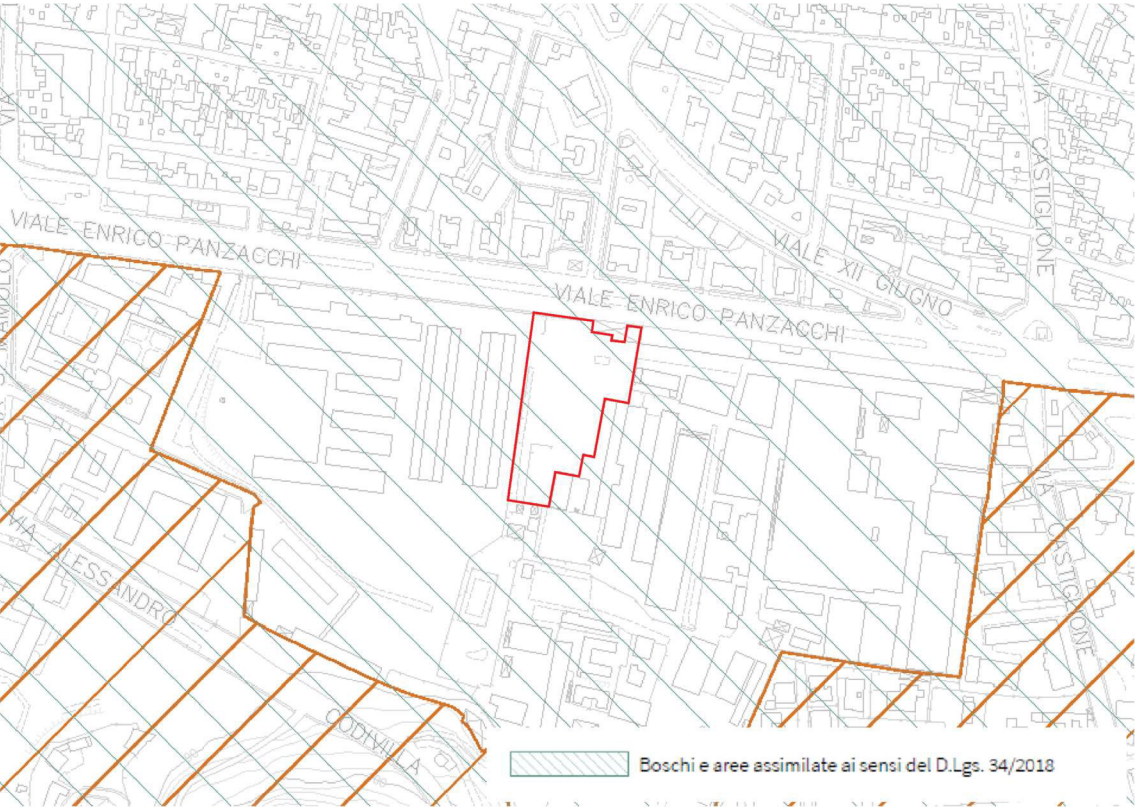 VIA
VIA CASTIGLIONE
VIALE ENRICO PANZACCHI
VIALE XII GIUGNO
VIALE ENRICO PANZACCHI
MAMOLO
VIA CASTIGLIONE
VIA ALESSANDRO
CODIVILLA
Boschi e aree assimilate ai sensi del D.Lgs. 34/2018